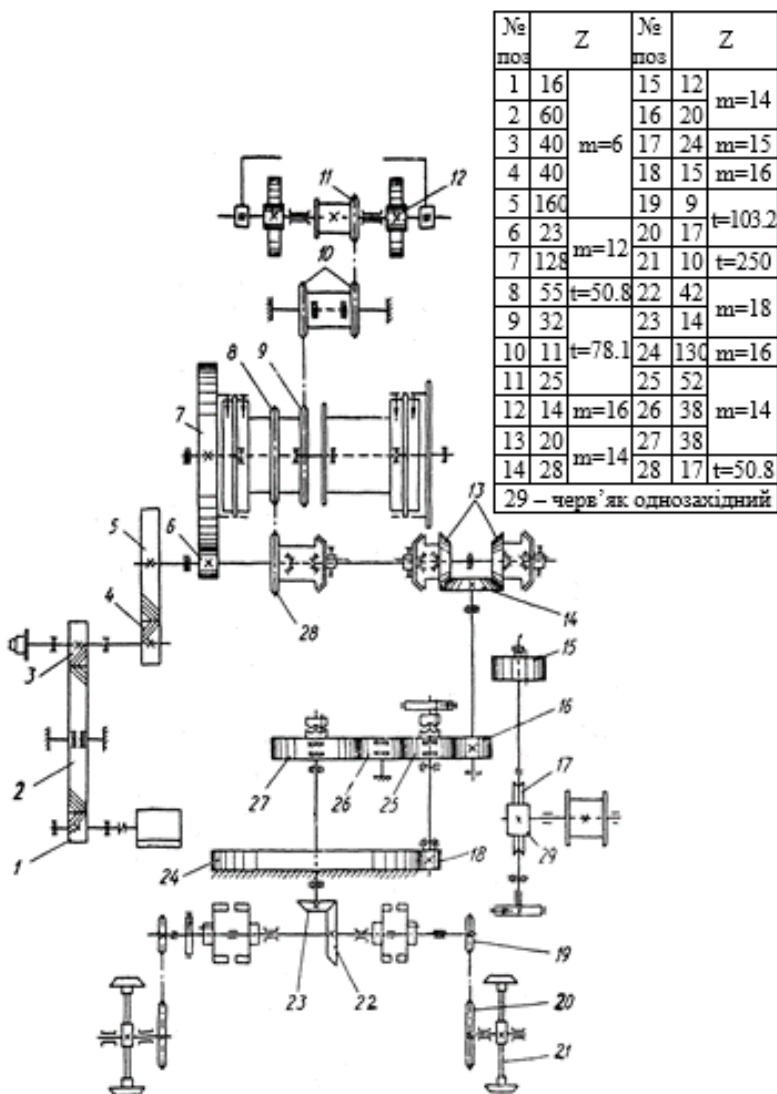 № поз Z № поз Z
1 16 m=6 15 12 m=14
2 60 16 20
3 40 17 24 m=15
4 40 18 15 m=16
5 160 19 9 t=103.2
6 23 m=12 20 17
7 128 21 10 t=250
8 55 t=50.8 22 42 m=18
9 32 t=78.1 23 14
10 11 24 130 m=16
11 25 25 52 m=14
12 14 m=16 26 38
13 20 m=14 27 38
14 28 28 17 t=50.8
29 – черв’як однозахідний
11 12
10
8 9
7
13
5 6
4
14
28
3 15
16
2 17
27 26 25
29
1 24 18
19
23 22
20
21